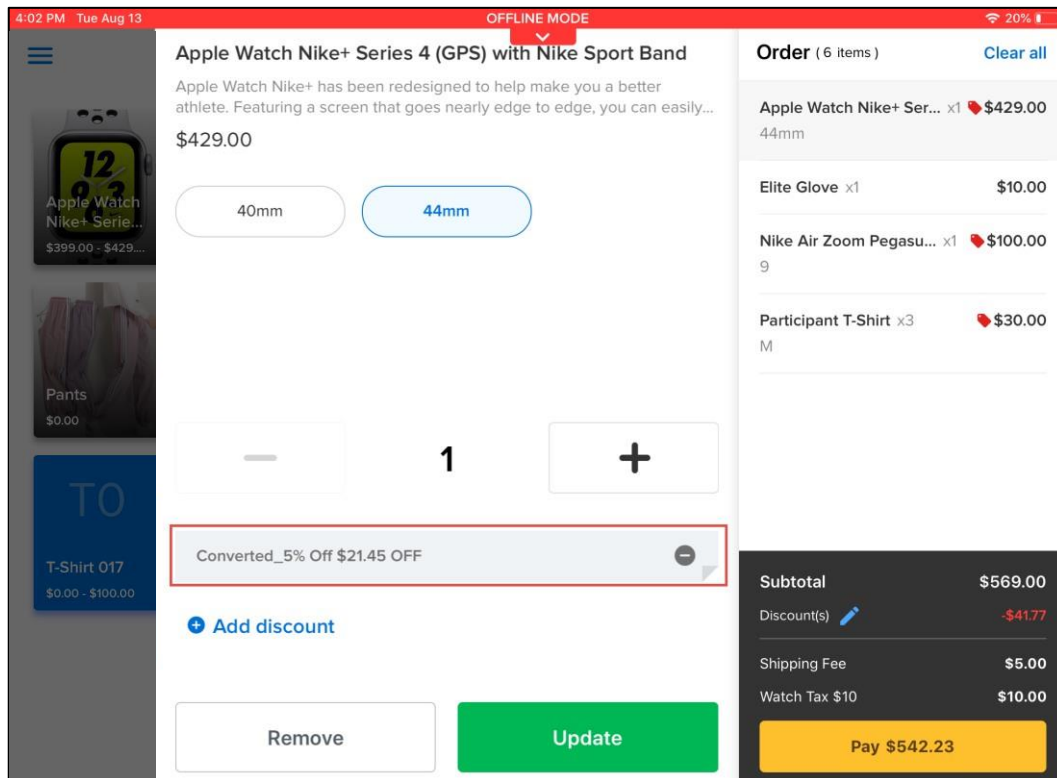 4:02 PM Tue Aug 13
OFFLINE MODE
20%
12
Apple Watch
Nike+ Serie...
$399.00 - $429....
Pants
$0.00
TO
T-Shirt 017
$0.00 - $100.00
Apple Watch Nike+ Series 4 (GPS) with Nike Sport Band
Apple Watch Nike+ has been redesigned to help make you a better
athlete. Featuring a screen that goes nearly edge to edge, you can easily...
$429.00
40mm
44mm
1
Converted_5% Off $21.45 OFF
Add discount
Remove
Update
Order ( 6 items )
Clear all
Apple Watch Nike+ Ser... x1 $429.00
44mm
Elite Glove x1 $10.00
Nike Air Zoom Pegasu... x1 $100.00
9
Participant T-Shirt x3 $30.00
M
Subtotal $569.00
Discount(s) -$41.77
Shipping Fee $5.00
Watch Tax $10 $10.00
Pay $542.23